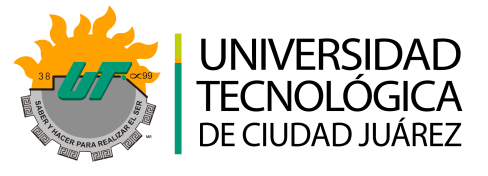 38 ∝99
UT
SABER Y HACER PARA REALIZAR EL SER
UNIVERSIDAD
TECNOLÓGICA
DE CIUDAD JUÁREZ